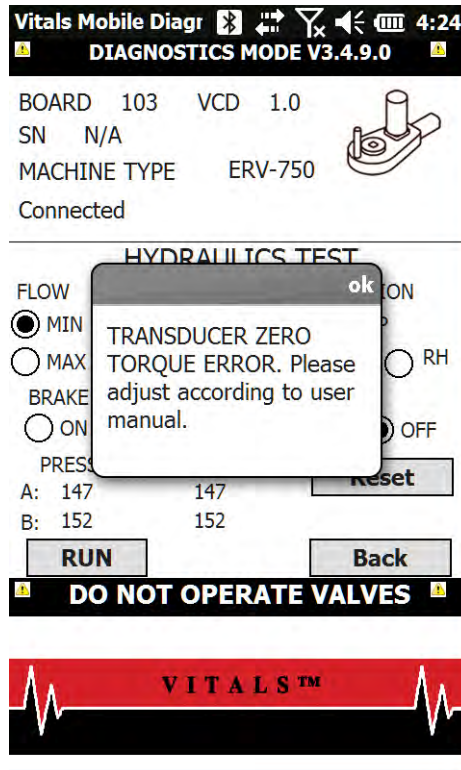 Vitals Mobile Diagr 4:24
DIAGNOSTICS MODE V3.4.9.0
BOARD 103 VCD 1.0
SN N/A
MACHINE TYPE ERV-750
Connected
HYDRAULICS TEST
FLOW ION
MIN
MAX RH
BRAKE
ON OFF
ok
TRANSDUCER ZERO
TORQUE ERROR. Please
adjust according to user
manual.
PRESS
Reset
A: 147 147
B: 152 152
RUN Back
DO NOT OPERATE VALVES
VITALS™